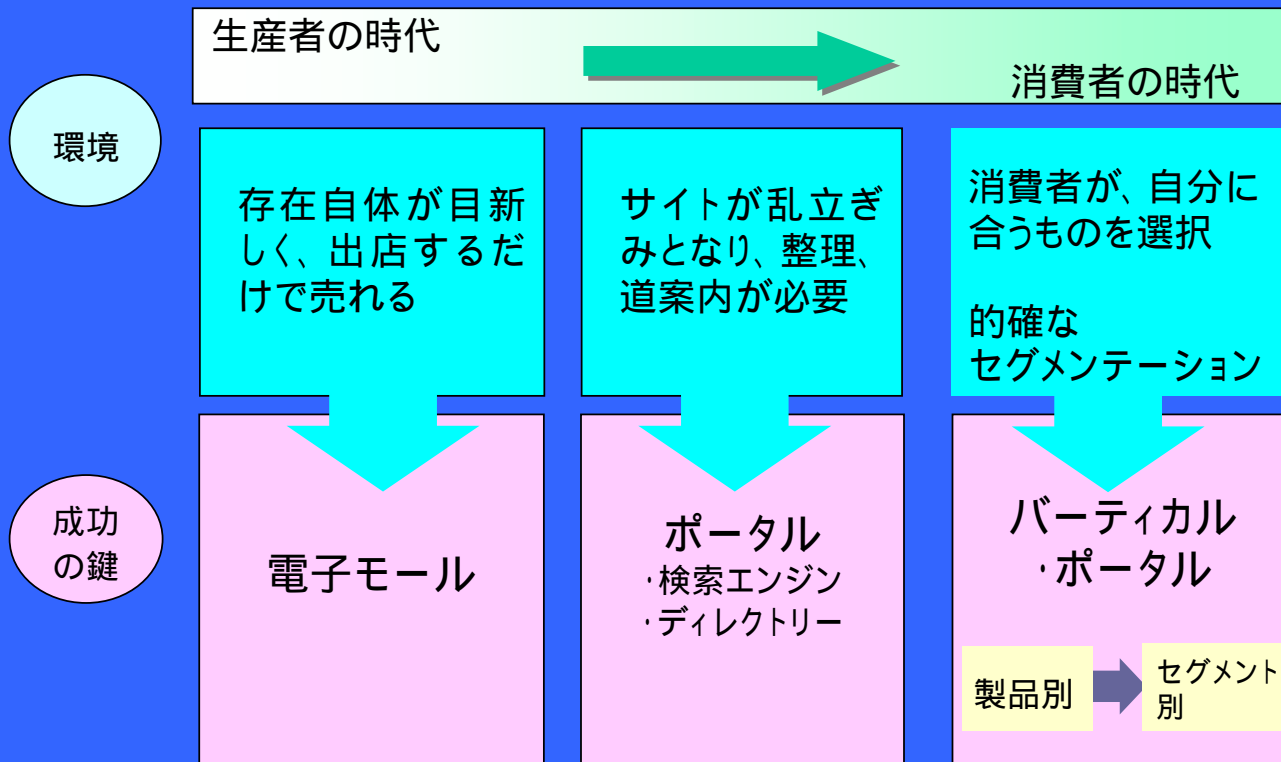 生産者の時代
消費者の時代
環境
存在自体が目新
しく、出店するだ
けで売れる
サイトが乱立ぎ
みとなり、整理、
道案内が必要
消費者が、自分に
合うものを選択
的確な
セグメンテーション
成功
の鍵
電子モール
ポータル
・検索エンジン
・ディレクトリー
バーティカル
・ポータル
製品別
セグメント
別